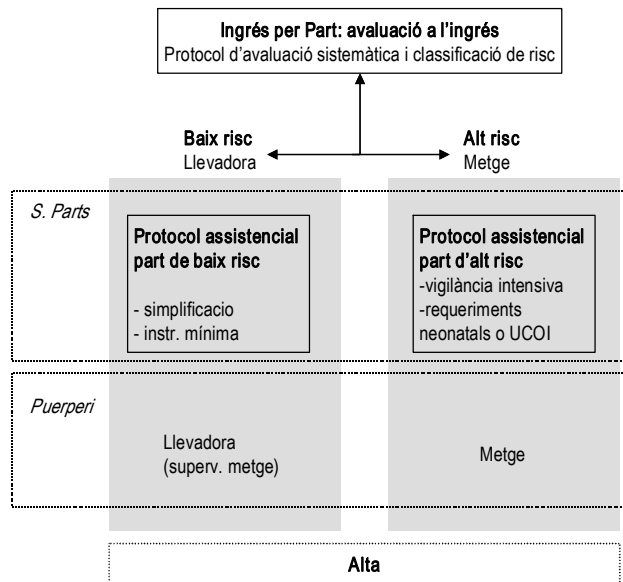 Ingrés per Part: avaluació a l'ingrés
Protocol d'avaluació sistemàtica i classificació de risc
Baix risc
Llevadora
Alt risc
Metge
S. Parts
Protocol assistencial
part de baix risc
- simplificacio
- instr. mínima
Protocol assistencial
part d'alt risc
-vigilància intensiva
-requeriments
neonatals o UCOI
Puerperi
Llevadora
(superv. metge)
Metge
Alta